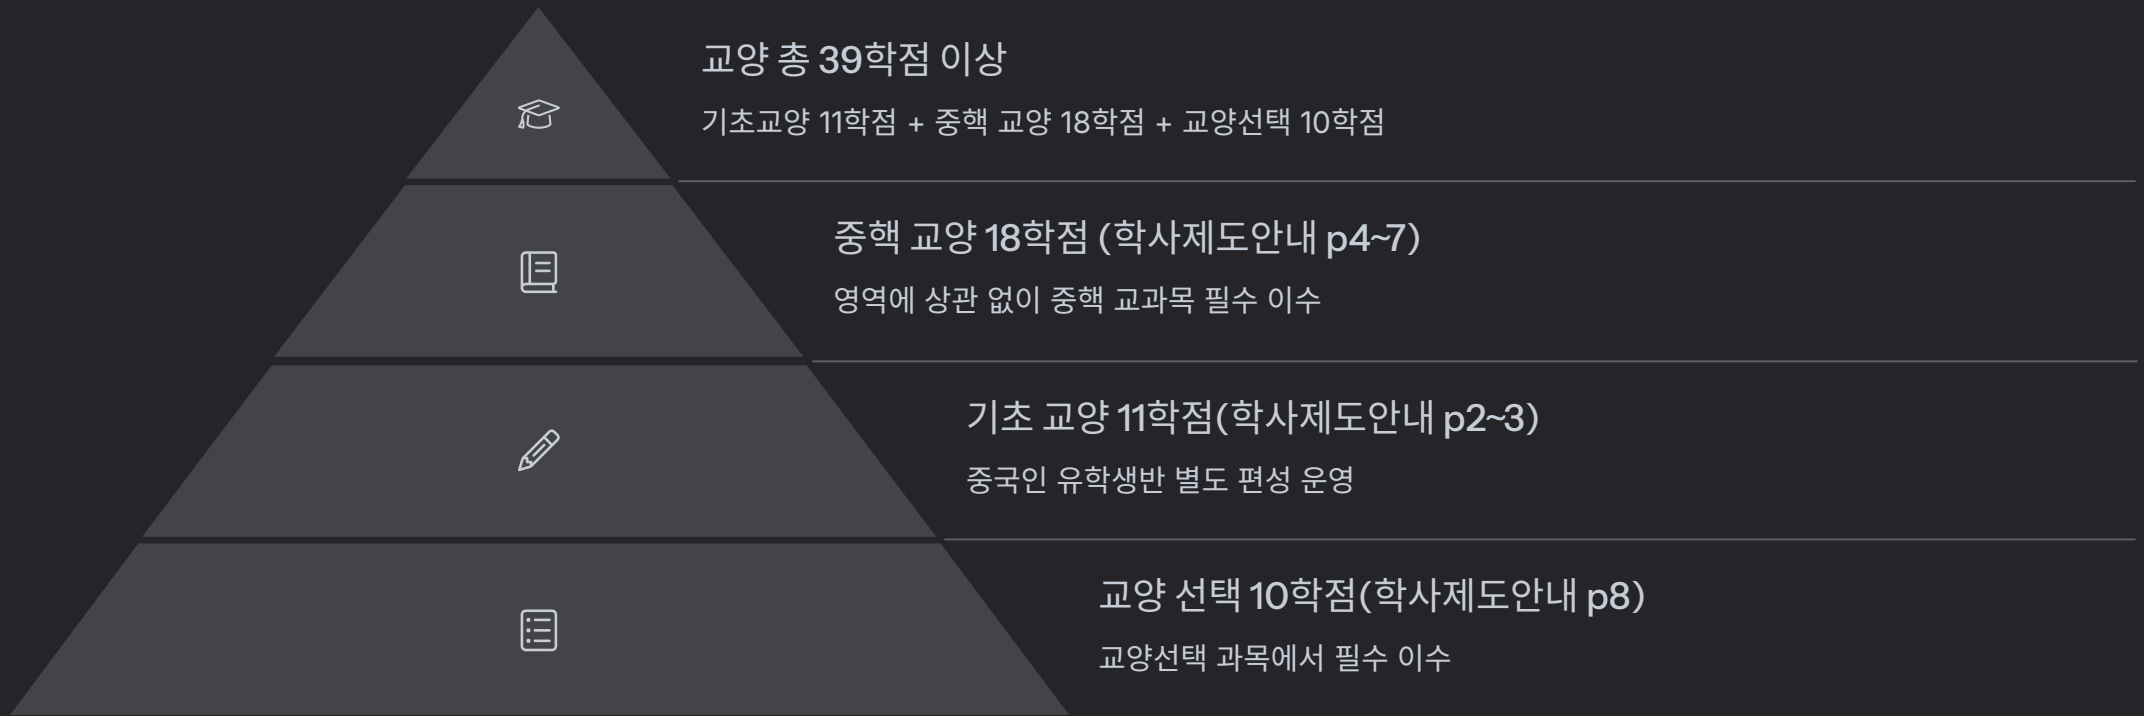 교양 총 39학점 이상
기초교양 11학점 + 중핵 교양 18학점 + 교양선택 10학점
중핵 교양 18학점 (학사제도안내 p4~7)
영역에 상관 없이 중핵 교과목 필수 이수
기초 교양 11학점(학사제도안내 p2~3)
중국인 유학생반 별도 편성 운영
교양 선택 10학점(학사제도안내 p8)
교양선택 과목에서 필수 이수